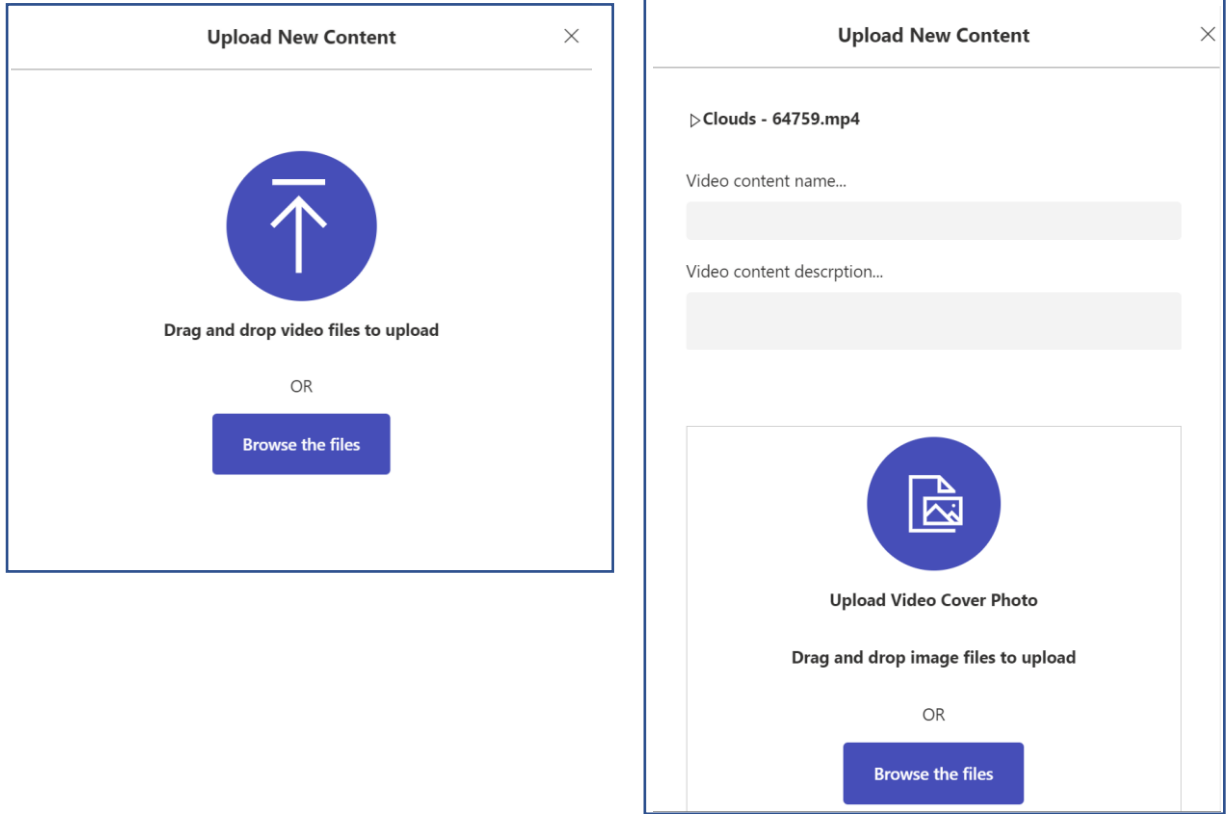 Upload New Content
Drag and drop video files to upload
OR
Browse the files
Upload New Content
Clouds - 64759.mp4
Video content name...
Video content descrption...
Upload Video Cover Photo
Drag and drop image files to upload
OR
Browse the files